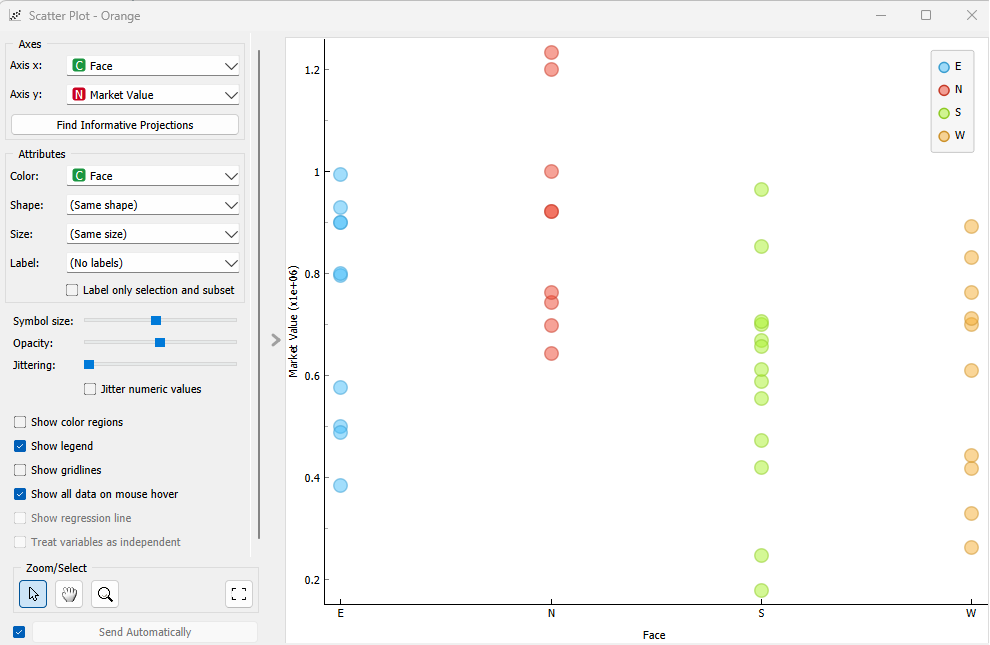 Scatter Plot - Orange
Axes
Axis x: C Face
Axis y: N Market Value
Find Informative Projections
Attributes
Color: C Face
Shape: (Same shape)
Size: (Same size)
Label: (No labels)
Label only selection and subset
Symbol size:
Opacity:
Jittering:
Jitter numeric values
Show color regions
Show legend
Show gridlines
Show all data on mouse hover
Show regression line
Treat variables as independent
Zoom/Select
Send Automatically
Market Value (x1e+06)
1.2
1
0.8
0.6
0.4
0.2
E N S W
Face
E
N
S
W